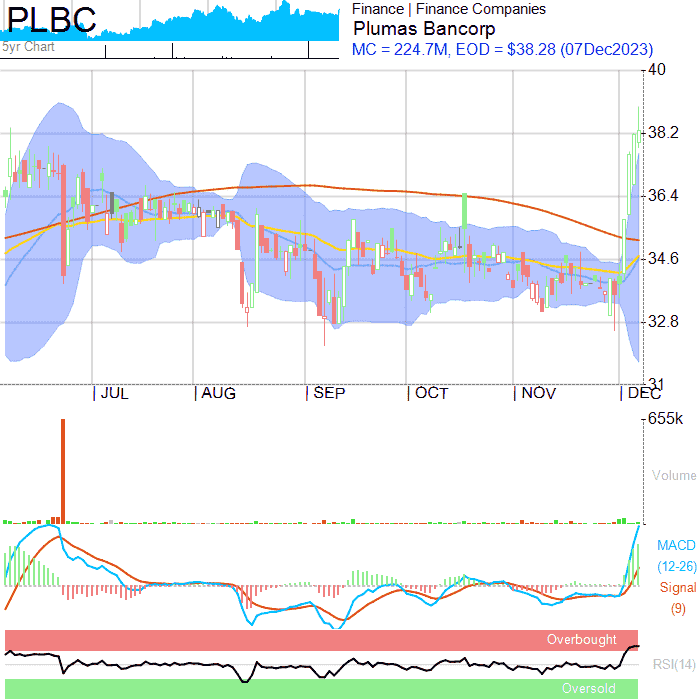 PLBC
5yr Chart
Finance | Finance Companies
Plumas Bancorp
MC = 224.7M, EOD = $38.28 (07Dec2023)
40
38.2
36.4
34.6
32.8
31
JUL AUG SEP OCT NOV DEC
655k
Volume
MACD
(12-26)
Signal
(9)
Overbought
RSI(14)
Oversold